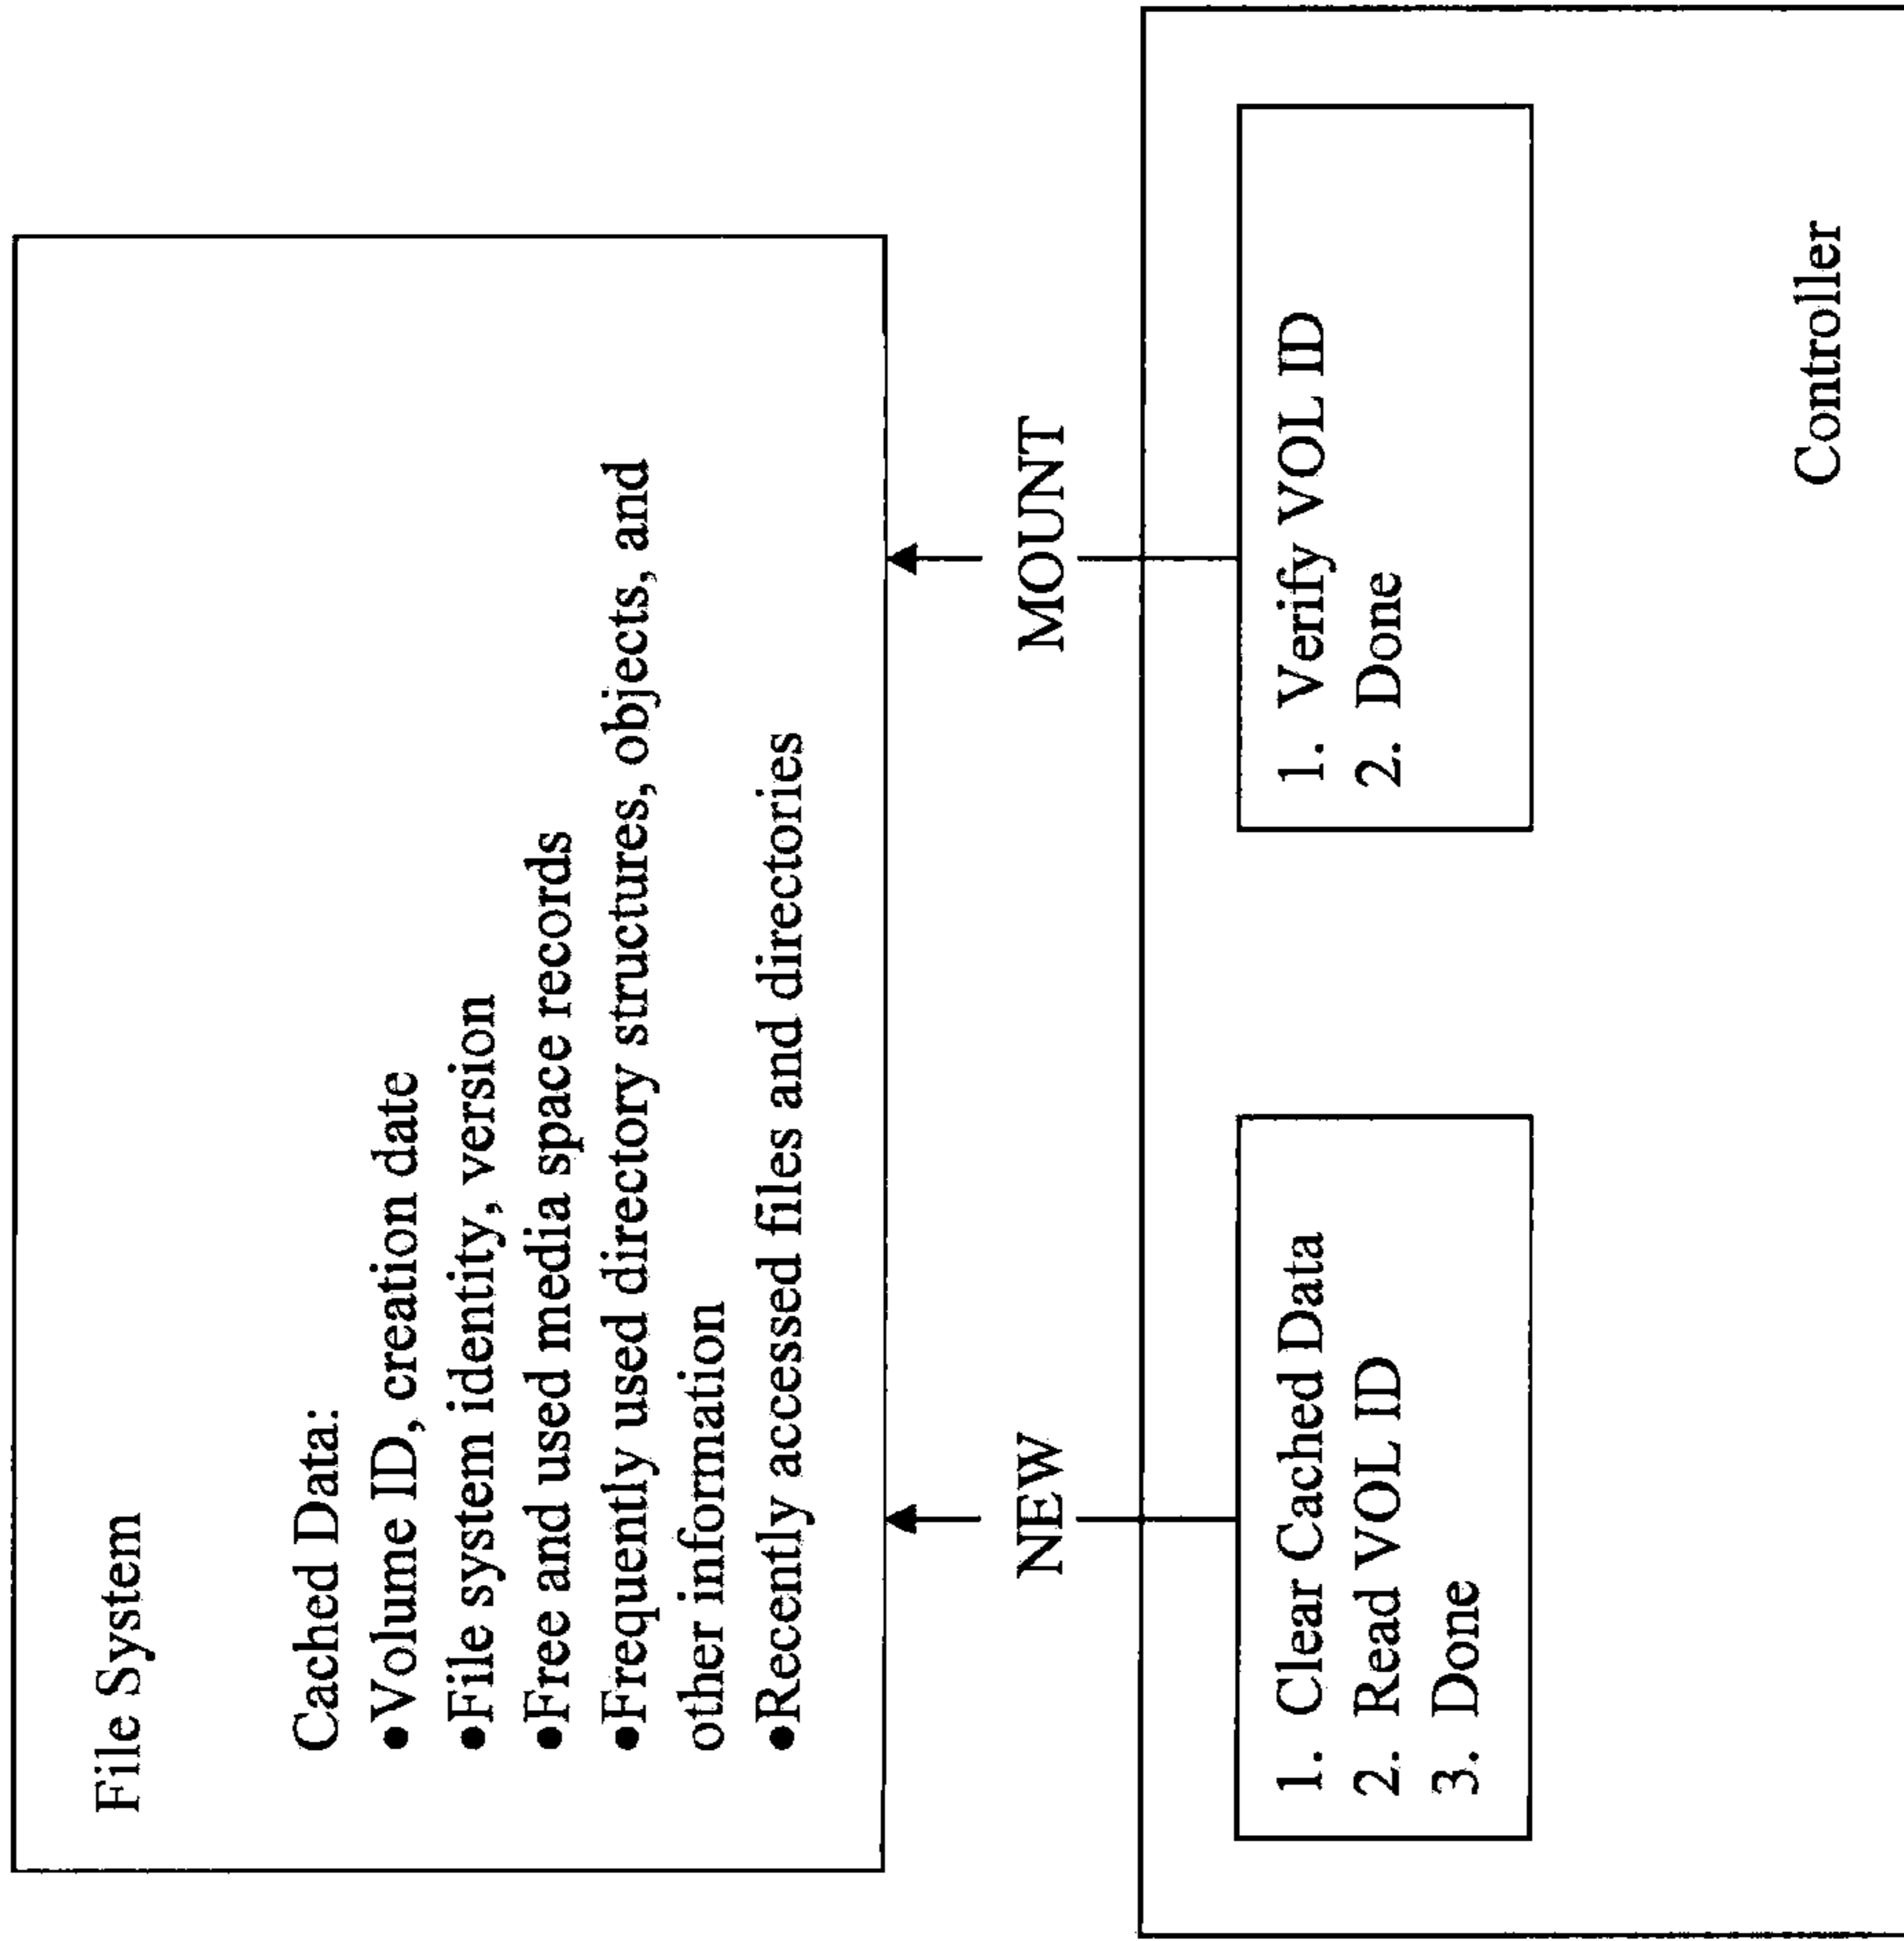 File System
Cached Data:
•Volume ID, creation date
•File system identity, version
•Free and used media space records
•Frequently used directory structures, objects, and
other information
•Recently accessed files and directories
NEW
MOUNT
1. Clear Cached Data
2. Read VOL ID
3. Done
1. Verify VOL ID
2. Done
Controller